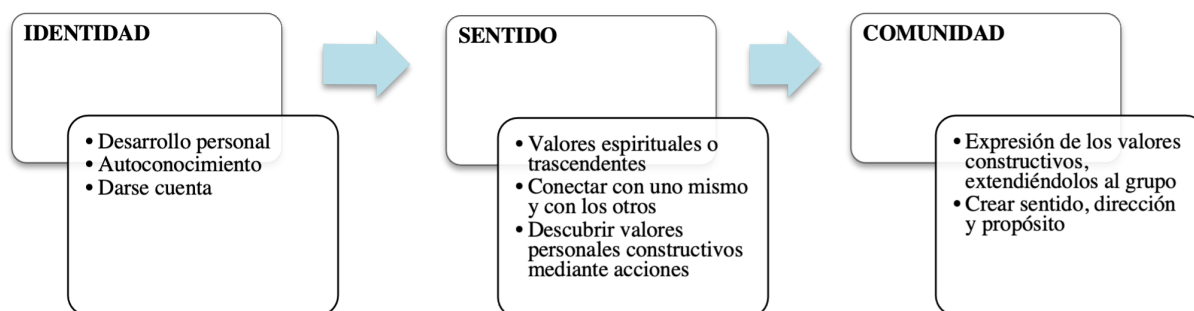 IDENTIDAD
• Desarrollo personal
• Autoconocimiento
• Darse cuenta
SENTIDO
• Valores espirituales o
trascendentes
• Conectar con uno mismo
y con los otros
• Descubrir valores
personales constructivos
mediante acciones
COMUNIDAD
• Expresión de los valores
constructivos,
extendiéndolos al grupo
• Crear sentido, dirección
y propósito